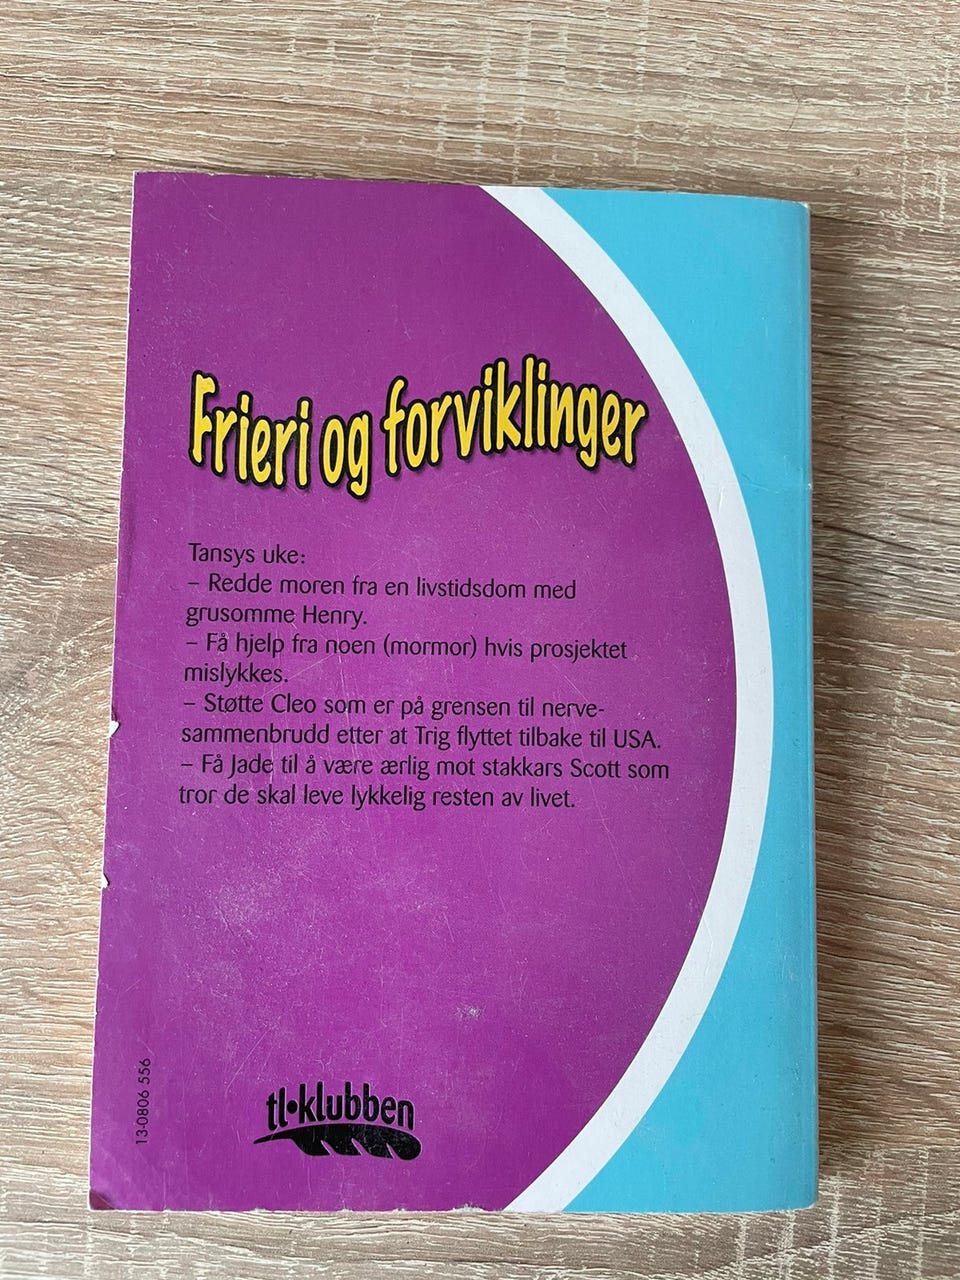 Frieri og forviklinger
Tansys uke:
– Redde moren fra en livstidsdom med
grusomme Henry.
– Få hjelp fra noen (mormor) hvis prosjektet
mislykkes.
– Støtte Cleo som er på grensen til nerve-
sammenbrudd etter at Trig flyttet tilbake til USA.
– Få Jade til å være ærlig mot stakkars Scott som
tror de skal leve lykkelig resten av livet.
13-0806 556
tl•klubben